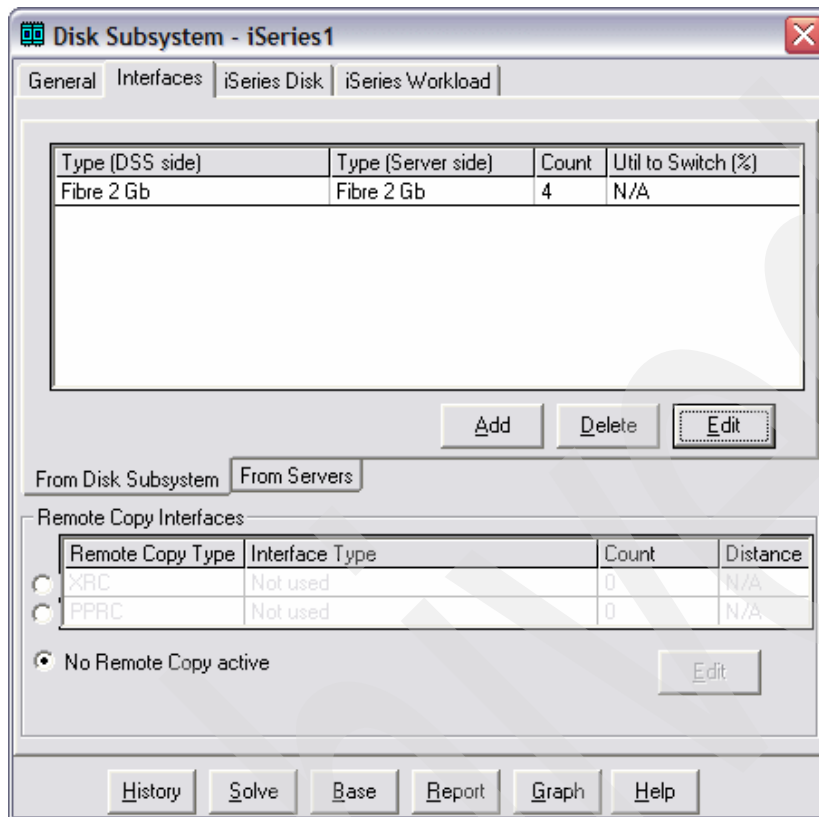 Disk Subsystem - iSeries1
General Interfaces iSeries Disk iSeries Workload
Type (DSS side) Type (Server side) Count Util to Switch (%)
Fibre 2 Gb Fibre 2 Gb 4 N/A
Add Delete Edit
From Disk Subsystem From Servers
Remote Copy Interfaces
Remote Copy Type Interface Type Count Distance
XRC Not used 0 N/A
PPRC Not used 0 N/A
No Remote Copy active Edit
History Solve Base Report Graph Help